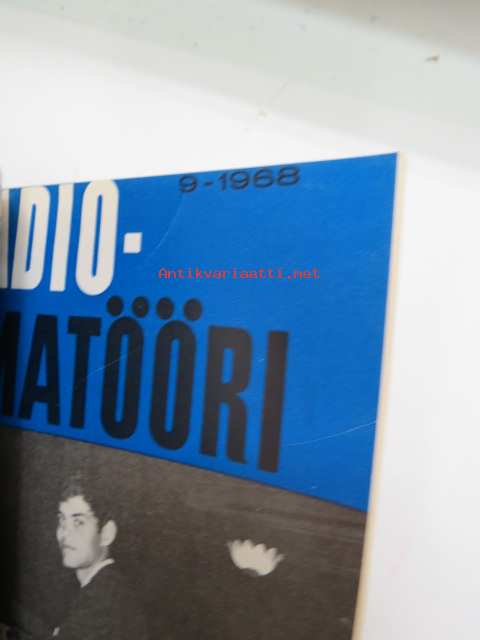 9-1968
ADIO-
Antikvariaatti.net
MATÖÖRI